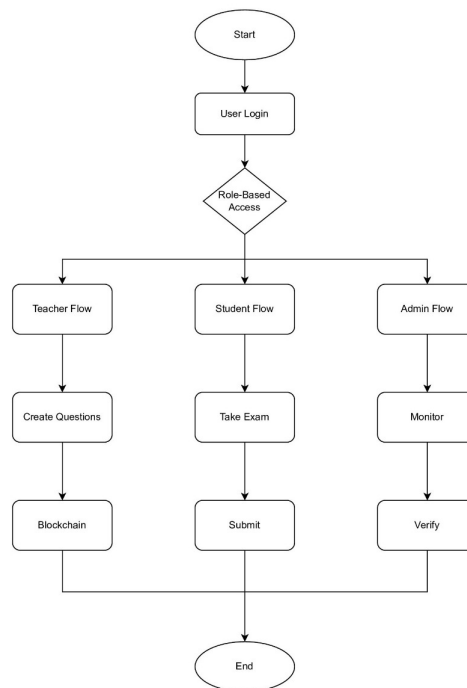 Start
User Login
Role-Based
Access
Teacher Flow
Student Flow
Admin Flow
Create Questions
Take Exam
Monitor
Blockchain
Submit
Verify
End